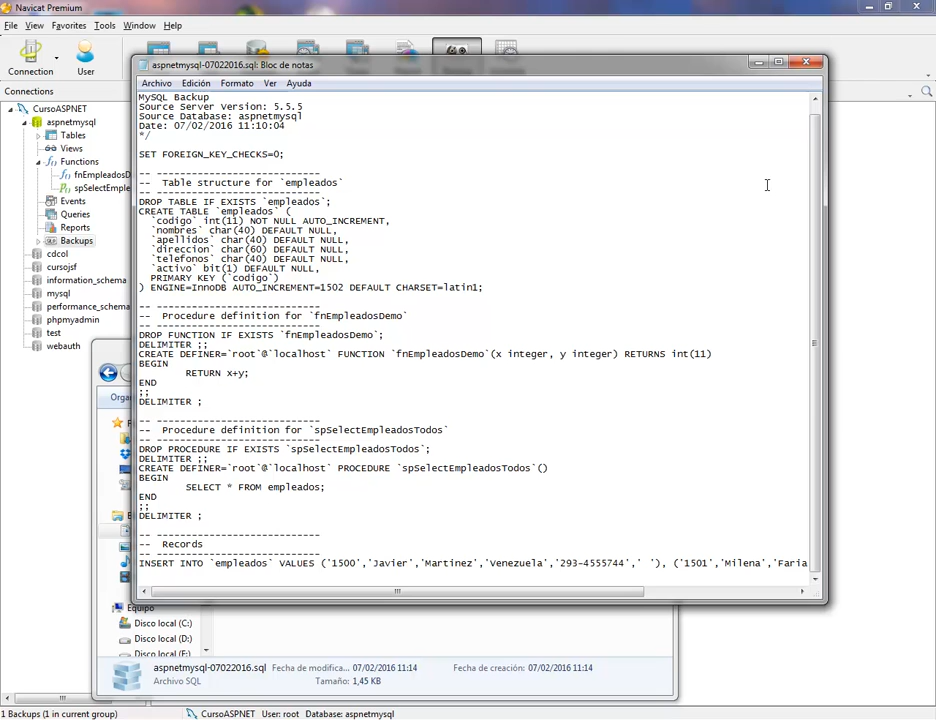 Navicat Premium
File View Favorites Tools Window Help
Connection
User
Connections
CursoASPNET
aspnetmysql
Tables
Views
Functions
fnEmpleadosD
spSelectEmple
Events
Queries
Reports
Backups
cdcol
cursojsf
information_schema
mysql
performance_schema
phpmyadmin
test
webauth
aspnetmysql-07022016.sql: Bloc de notas
Archivo Edición Formato Ver Ayuda
MySQL Backup
Source Server Version: 5.5.5
Source Database: aspnetmysql
Date: 07/02/2016 11:10:04
*/
SET FOREIGN_KEY_CHECKS=0;
-- ----------------------------
--  Table structure for `empleados`
-- ----------------------------
DROP TABLE IF EXISTS `empleados`;
CREATE TABLE `empleados` (
  `codigo` int(11) NOT NULL AUTO_INCREMENT,
  `nombres` char(40) DEFAULT NULL,
  `apellidos` char(40) DEFAULT NULL,
  `direccion` char(60) DEFAULT NULL,
  `telefonos` char(40) DEFAULT NULL,
  `activo` bit(1) DEFAULT NULL,
  PRIMARY KEY (`codigo`)
) ENGINE=InnoDB AUTO_INCREMENT=1502 DEFAULT CHARSET=latin1;
-- ----------------------------
--  Procedure definition for `fnEmpleadosDemo`
-- ----------------------------
DROP FUNCTION IF EXISTS `fnEmpleadosDemo`;
DELIMITER ;;
CREATE DEFINER=`root`@`localhost` FUNCTION `fnEmpleadosDemo`(x integer, y integer) RETURNS int(11)
BEGIN
RETURN x+y;
END
;;
DELIMITER ;
-- ----------------------------
--  Procedure definition for `spSelectEmpleadosTodos`
-- ----------------------------
DROP PROCEDURE IF EXISTS `spSelectEmpleadosTodos`;
DELIMITER ;;
CREATE DEFINER=`root`@`localhost` PROCEDURE `spSelectEmpleadosTodos`()
BEGIN
SELECT * FROM empleados;
END
;;
DELIMITER ;
-- ----------------------------
--  Records
-- ----------------------------
INSERT INTO `empleados` VALUES ('1500','Javier','Martinez','Venezuela','293-4555744',' '), ('1501','Milena','Faria
Orga
Equipo
Disco local (C:)
Disco local (D:)
Disco local (E:)
aspnetmysql-07022016.sql Fecha de modifica... 07/02/2016 11:14 Fecha de creación: 07/02/2016 11:14
Archivo SQL Tamaño: 1,45 KB
1 Backups (1 in current group) CursoASPNET User: root Database: aspnetmysql